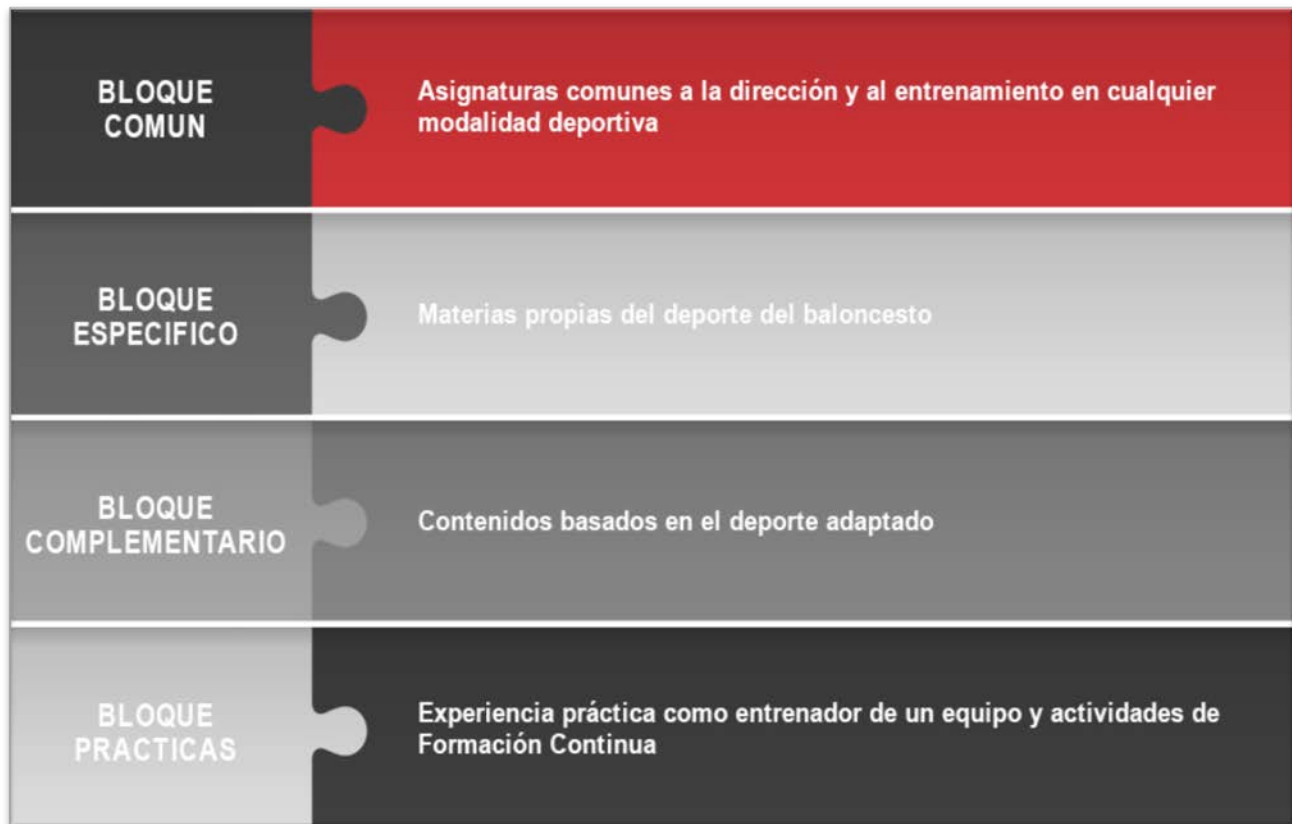 BLOQUE
COMUN
Asignaturas comunes a la dirección y al entrenamiento en cualquier
modalidad deportiva
BLOQUE
ESPECIFICO
Materias propias del deporte del baloncesto
BLOQUE
COMPLEMENTARIO
Contenidos basados en el deporte adaptado
BLOQUE
PRACTICAS
Experiencia práctica como entrenador de un equipo y actividades de
Formación Continua